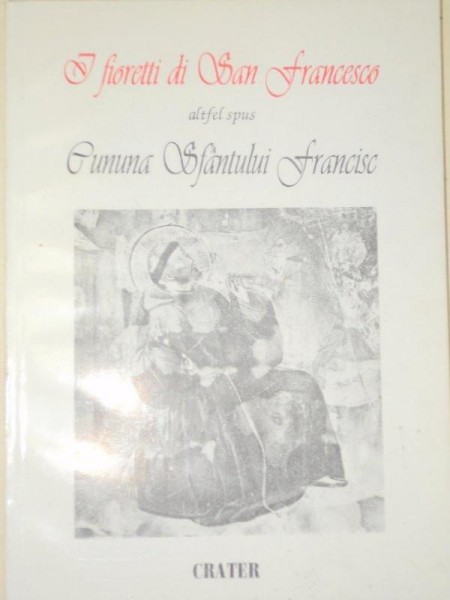 I fioretti di San Francesco
altfel spus
Cununa Sfântului Francisc
CRATER